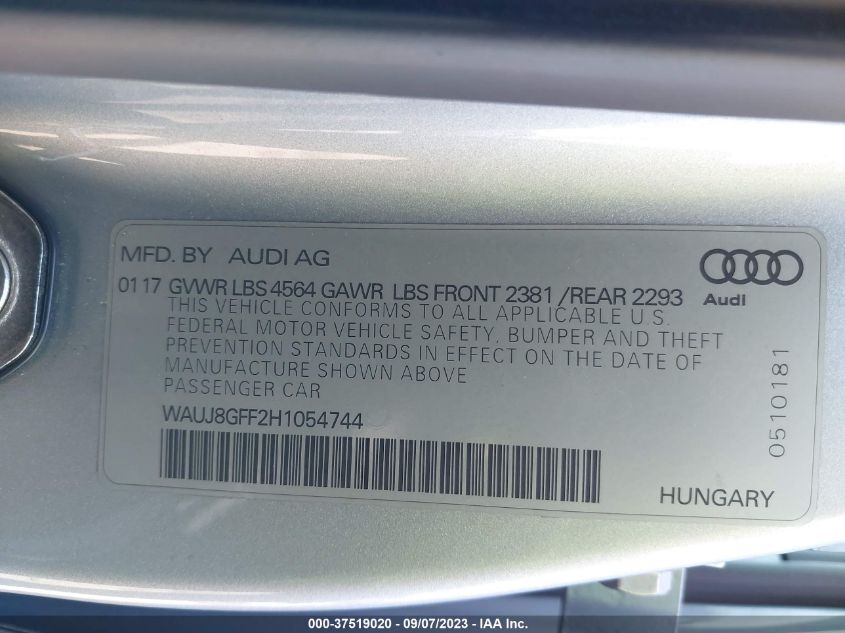 MFD. BY AUDI AG
01 17 GVWR LBS 4564 GAWR LBS FRONT 2381 /REAR 2293
THIS VEHICLE CONFORMS TO ALL APPLICABLE U.S.
FEDERAL MOTOR VEHICLE SAFETY, BUMPER AND THEFT
PREVENTION STANDARDS IN EFFECT ON THE DATE OF
MANUFACTURE SHOWN ABOVE
PASSENGER CAR
WAUJ8GFF2H1054744
Audi
0510181
HUNGARY
000-37519020 - 09/07/2023 - IAA Inc.